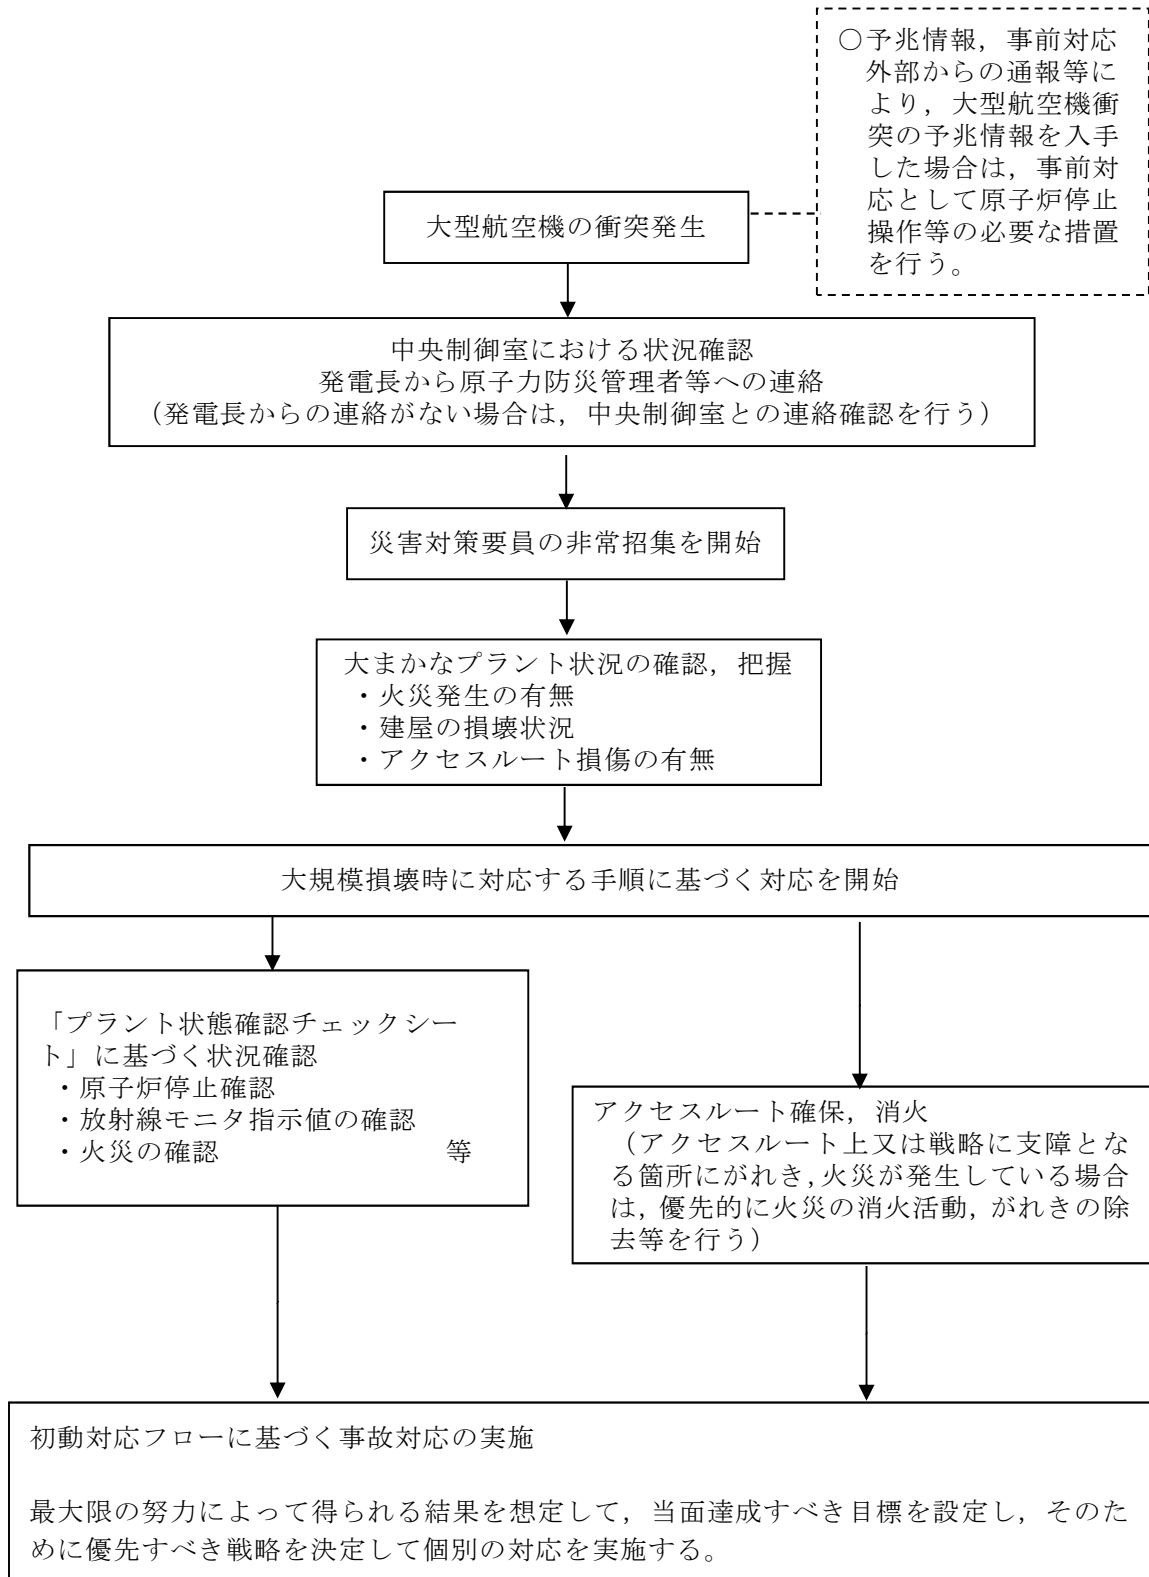 ○予兆情報，事前対応
外部からの通報等に
より，大型航空機衝
突の予兆情報を入手
した場合は，事前対
応として原子炉停止
操作等の必要な措置
を行う。
大型航空機の衝突発生
中央制御室における状況確認
発電長から原子力防災管理者等への連絡
（発電長からの連絡がない場合は，中央制御室との連絡確認を行う）
災害対策要員の非常招集を開始
大まかなプラント状況の確認，把握
・火災発生の有無
・建屋の損壊状況
・アクセスルート損傷の有無
大規模損壊時に対応する手順に基づく対応を開始
「プラント状態確認チェックシー
ト」に基づく状況確認
・原子炉停止確認
・放射線モニタ指示値の確認
・火災の確認　　　　　　　　　等
アクセスルート確保，消火
（アクセスルート上又は戦略に支障とな
る箇所にがれき,火災が発生している場合
は，優先的に火災の消火活動，がれきの除
去等を行う）
初動対応フローに基づく事故対応の実施
最大限の努力によって得られる結果を想定して，当面達成すべき目標を設定し，そのた
めに優先すべき戦略を決定して個別の対応を実施する。